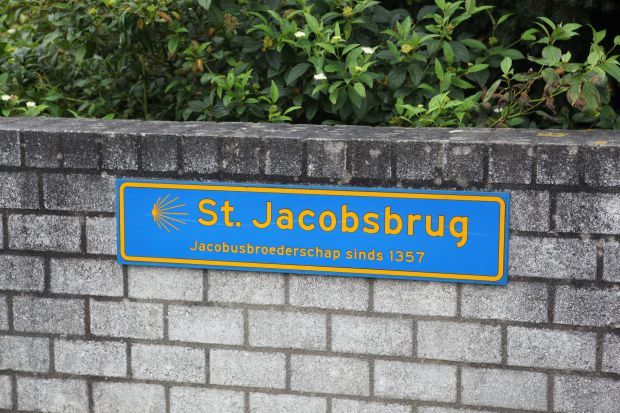 St. Jacobsbrug
Jacobusbroederschap sinds 1357